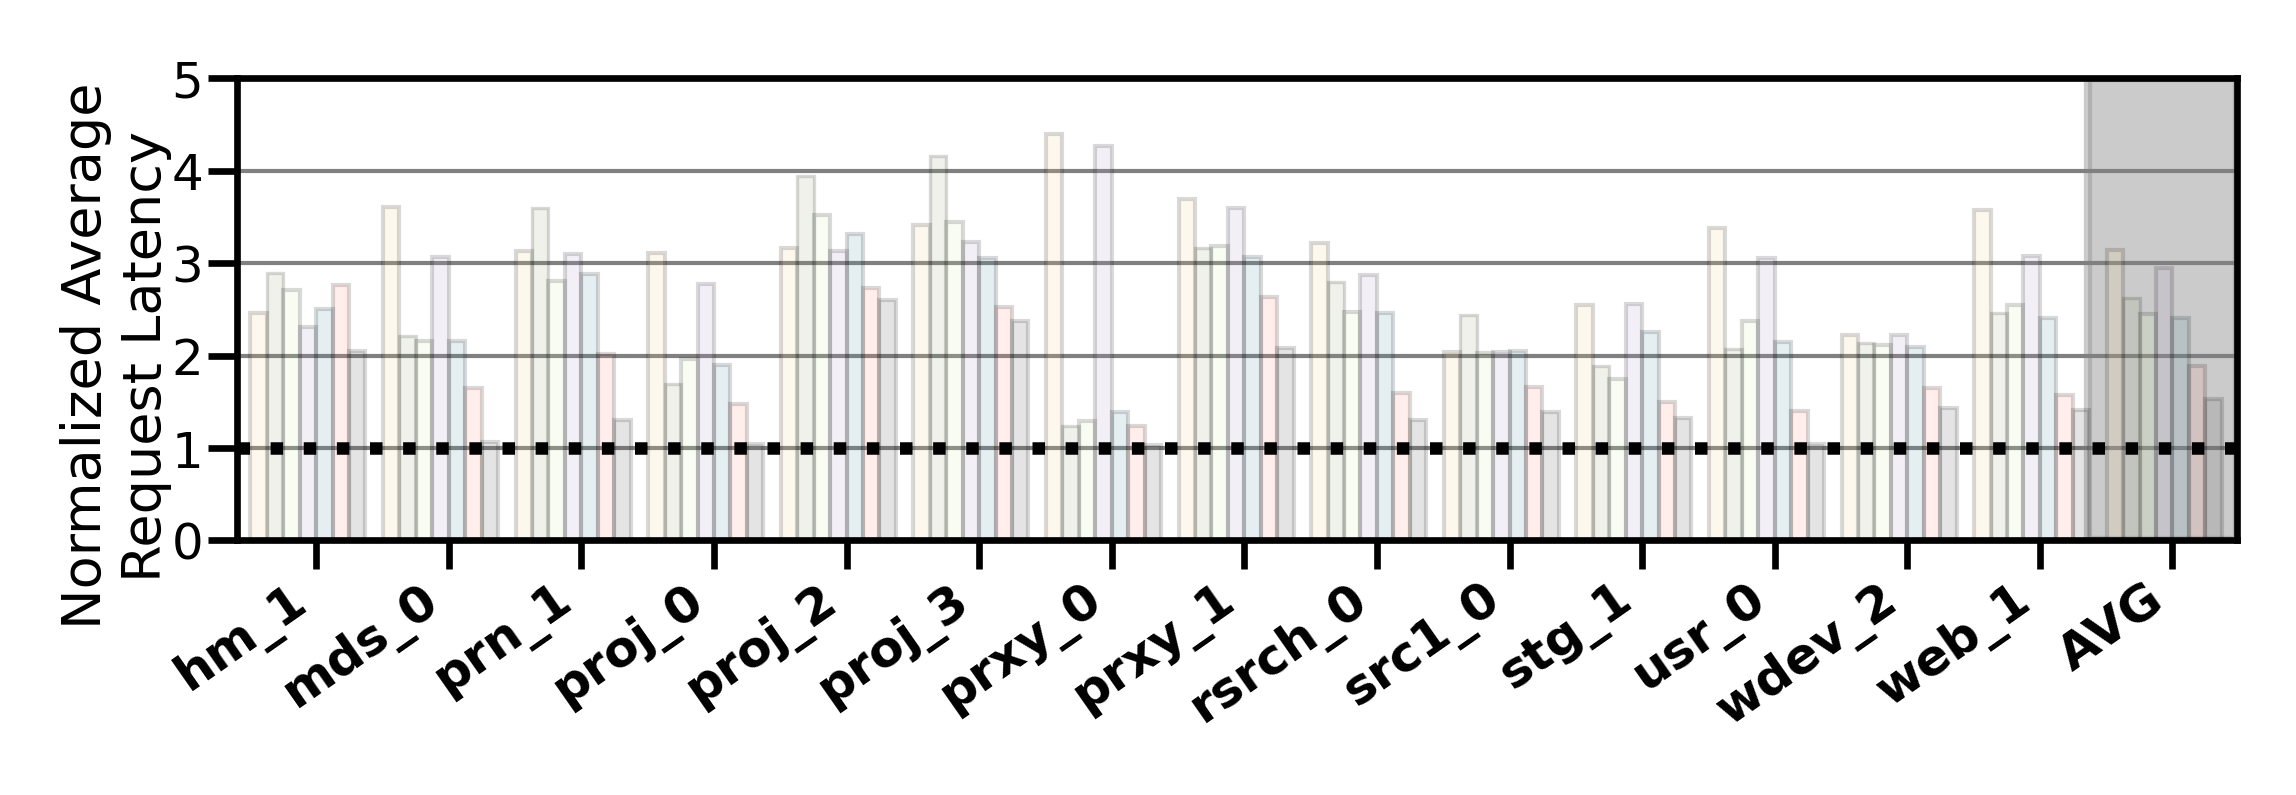 Normalized Average
Request Latency
5
4
3
2
1
0
hm_1
mds_0
prn_1
proj_0
proj_2
proj_3
prxy_0
prxy_1
rsrch_0
src1_0
stg_1
usr_0
wdev_2
web_1
AVG